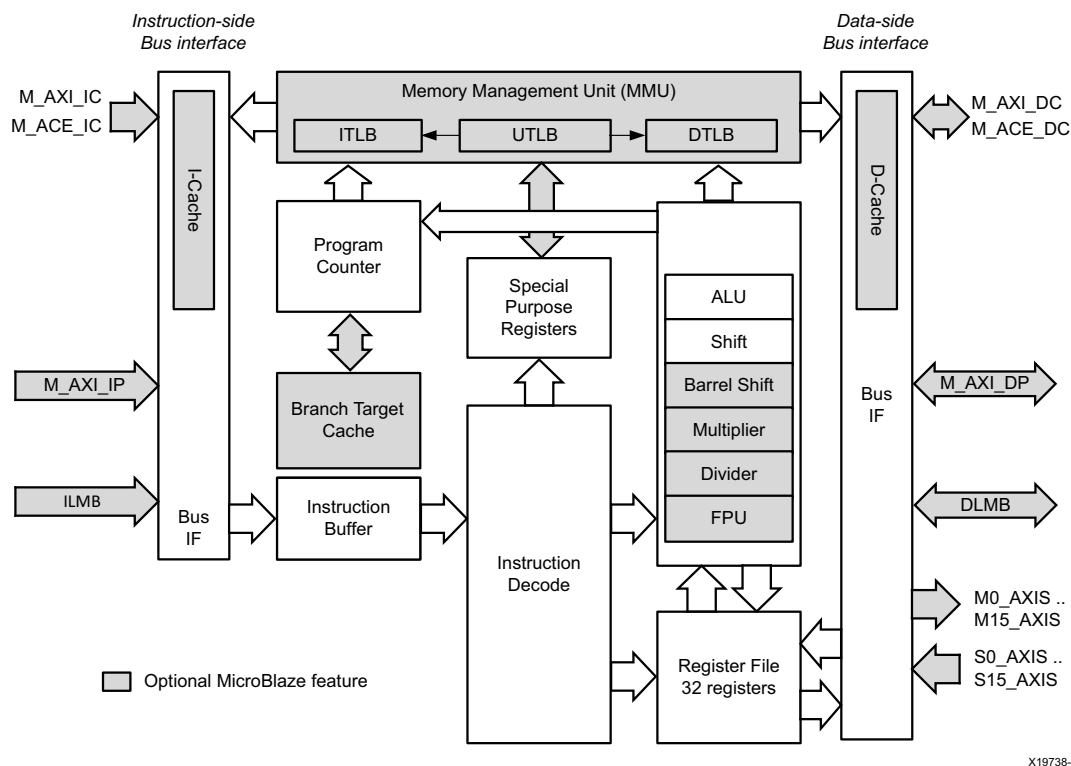 Instruction-side
Bus interface
Data-side
Bus interface
M_AXI_IC
M_ACE_IC
Memory Management Unit (MMU)
ITLB
UTLB
DTLB
M_AXI_DC
M_ACE_DC
I-Cache
D-Cache
Program
Counter
Special
Purpose
Registers
ALU
Shift
Barrel Shift
Multiplier
Divider
FPU
M_AXI_IP
Branch Target
Cache
Bus
IF
M_AXI_DP
ILMB
Bus
IF
Instruction
Buffer
Instruction
Decode
DLMB
M0_AXIS ..
M15_AXIS
S0_AXIS ..
S15_AXIS
Register File
32 registers
Optional MicroBlaze feature
X19738-